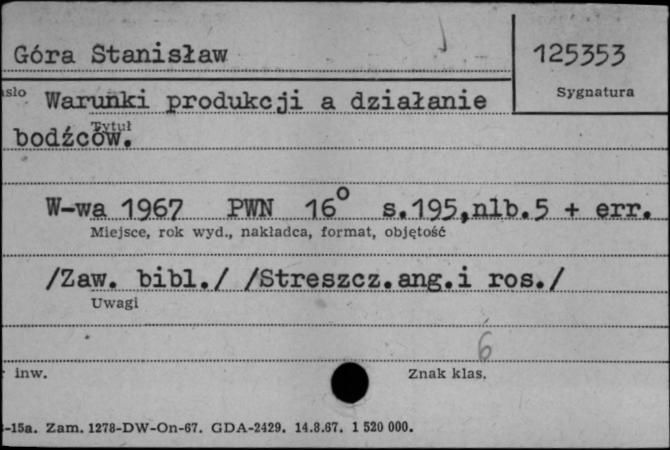 Góra Stanisław
125353
Sygnatura
Warunki produkcji a działanie
Tytuł
bodźców.
W-wa 1967 PWN 16° s.195,nlb.5 + err.
Miejsce, rok wyd., nakładca, format, objętość
/Zaw. bibl./ /Streszcz.ang.i ros./
Uwagi
6
inw.
Znak klas.
-15a. Zam. 1278-DW-On-67. GDA-2429. 14.8.67. 1 520 000.